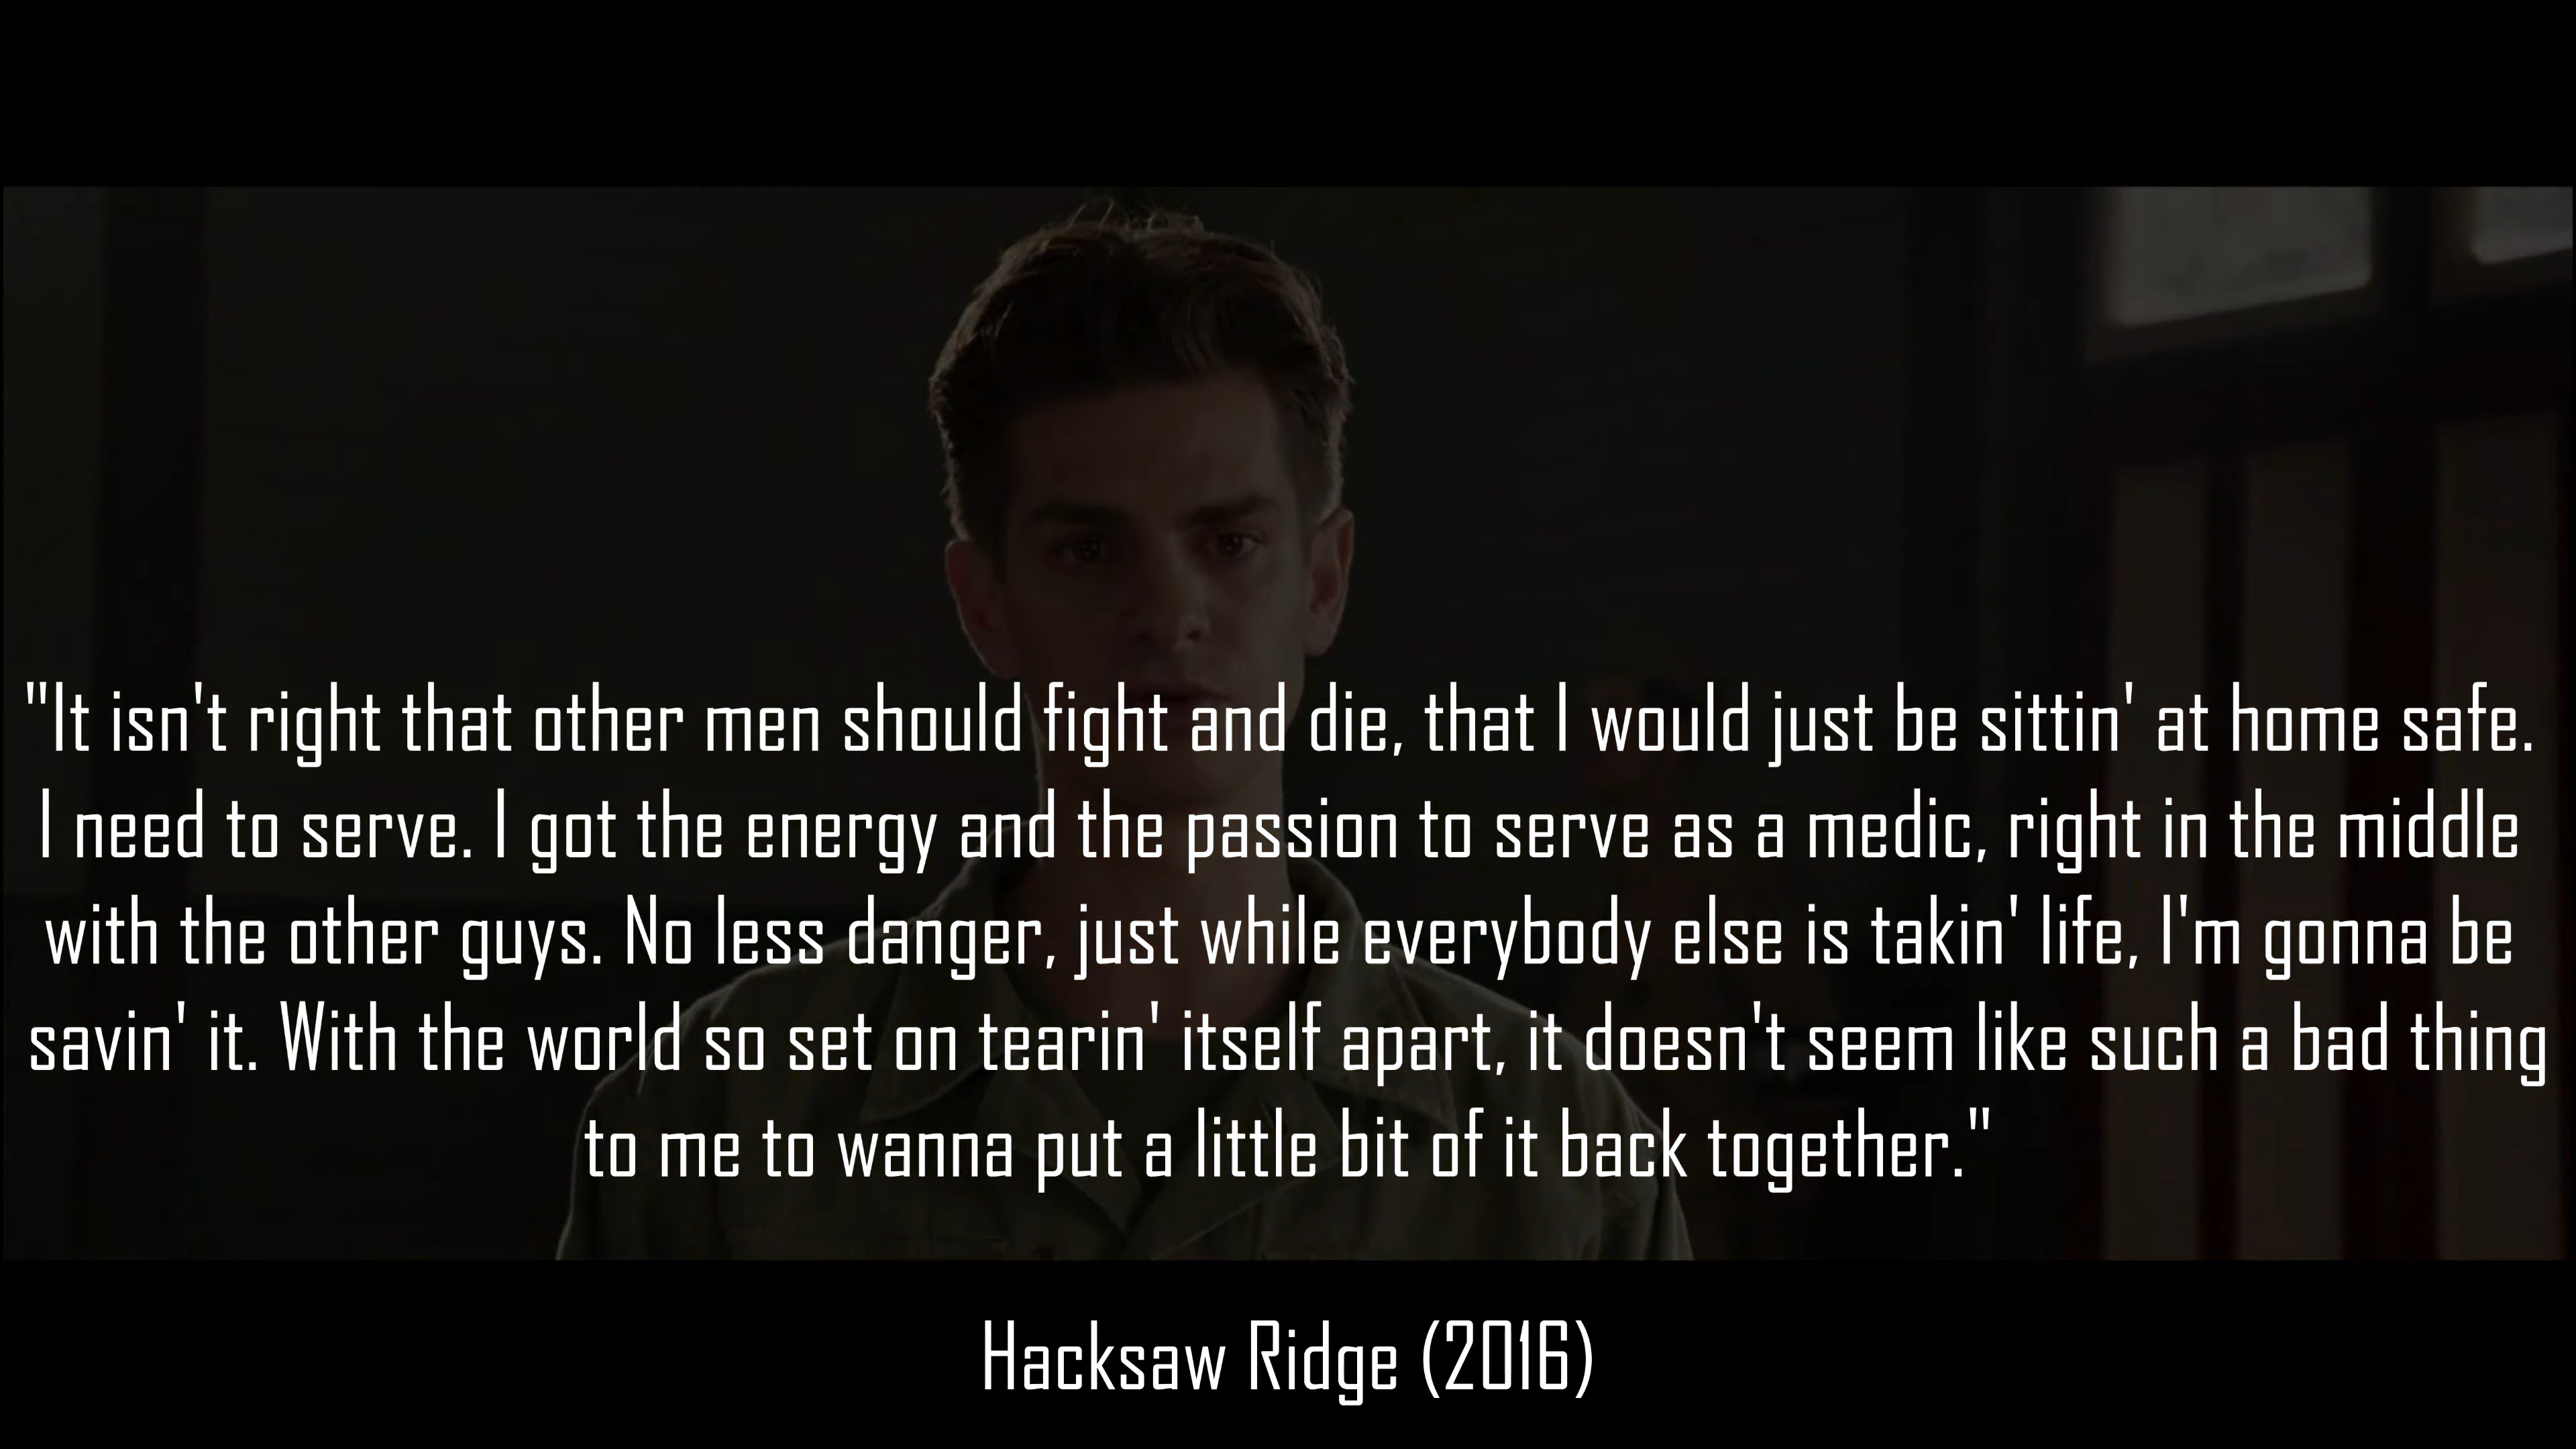 "It isn't right that other men should fight and die, that I would just be sittin' at home safe.
I need to serve. I got the energy and the passion to serve as a medic, right in the middle
with the other guys. No less danger, just while everybody else is takin' life, I'm gonna be
savin' it. With the world so set on tearin' itself apart, it doesn't seem like such a bad thing
to me to wanna put a little bit of it back together."
Hacksaw Ridge (2016)